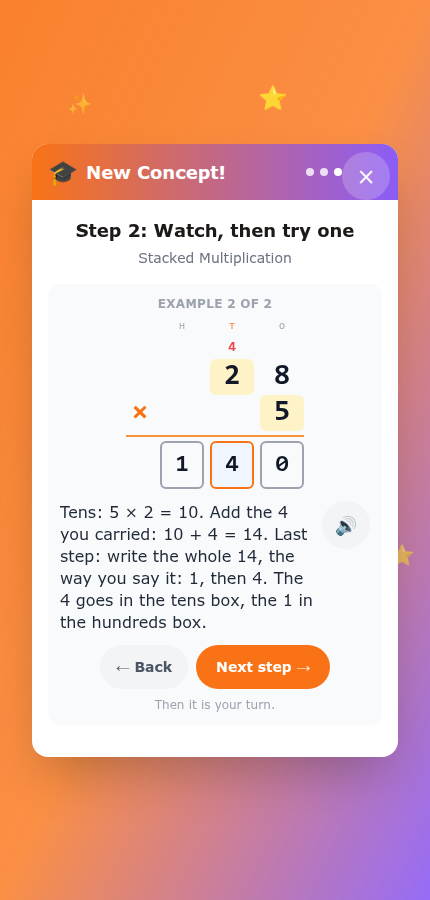 New Concept!
×
Step 2: Watch, then try one
Stacked Multiplication
EXAMPLE 2 OF 2
H T O
4
2 8
× 5
1 4 0
Tens: 5 × 2 = 10. Add the 4
you carried: 10 + 4 = 14. Last
step: write the whole 14, the
way you say it: 1, then 4. The
4 goes in the tens box, the 1 in
the hundreds box.
← Back
Next step →
Then it is your turn.